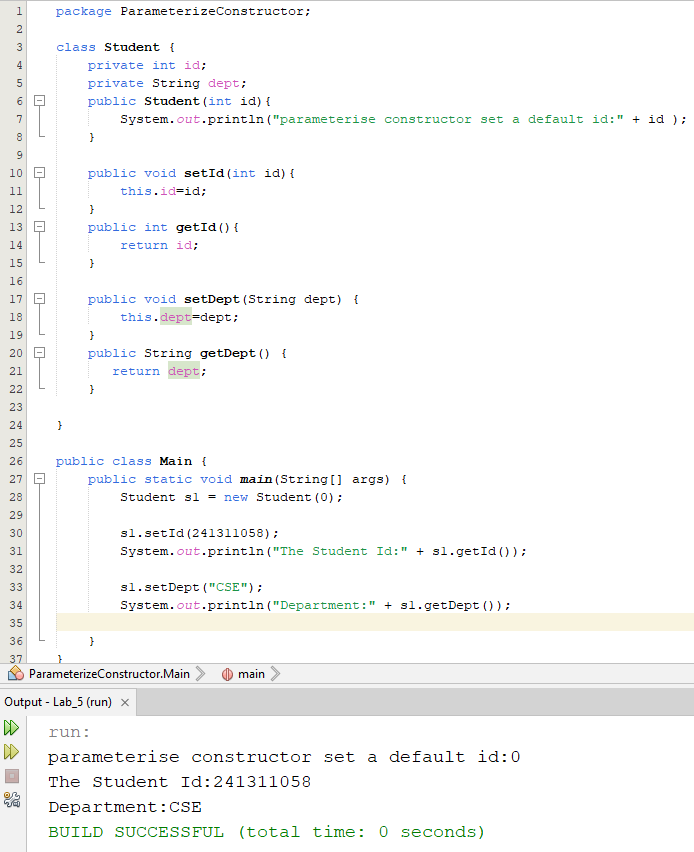 1 package ParameterizeConstructor;
2
3 class Student {
4 private int id;
5 private String dept;
6 public Student(int id){
7 System.out.println("parameterise constructor set a default id:" + id );
8 }
9
10 public void setId(int id){
11 this.id=id;
12 }
13 public int getId(){
14 return id;
15 }
16
17 public void setDept(String dept) {
18 this.dept=dept;
19 }
20 public String getDept() {
21 return dept;
22 }
23
24 }
25
26 public class Main {
27 public static void main(String[] args) {
28 Student s1 = new Student(0);
29
30 s1.setId(241311058);
31 System.out.println("The Student Id:" + s1.getId());
32
33 s1.setDept("CSE");
34 System.out.println("Department:" + s1.getDept());
35
36 }
37 }
ParameterizeConstructor.Main main
Output - Lab_5 (run) ×
run:
parameterise constructor set a default id:0
The Student Id:241311058
Department:CSE
BUILD SUCCESSFUL (total time: 0 seconds)